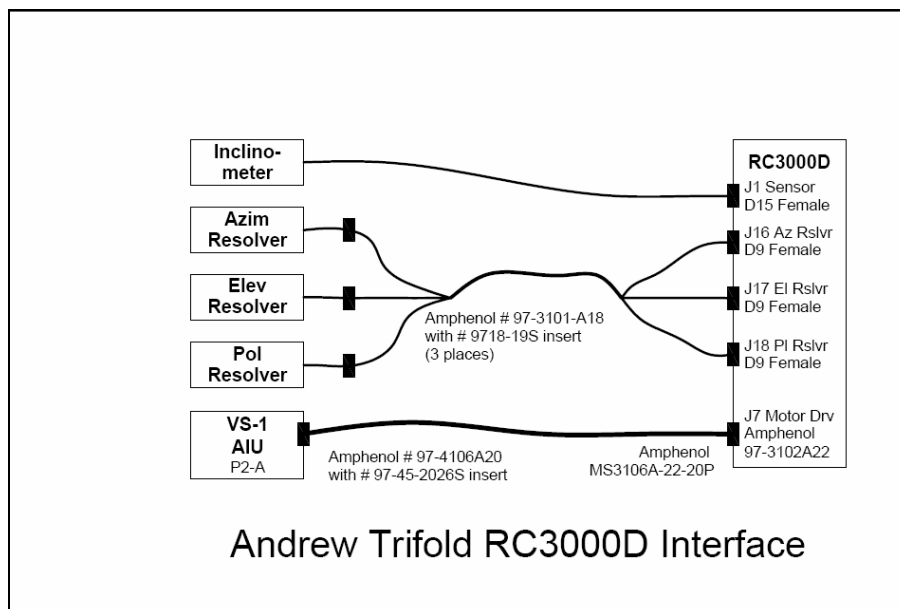 Inclino-
meter
RC3000D
J1 Sensor
D15 Female
Azim
Resolver
J16 Az Rslvr
D9 Female
Elev
Resolver
J17 El Rslvr
D9 Female
Amphenol # 97-3101-A18
with # 9718-19S insert
(3 places)
Pol
Resolver
J18 Pl Rslvr
D9 Female
VS-1
AIU
P2-A
J7 Motor Drv
Amphenol
97-3102A22
Amphenol # 97-4106A20
with # 97-45-2026S insert
Amphenol
MS3106A-22-20P
Andrew Trifold RC3000D Interface